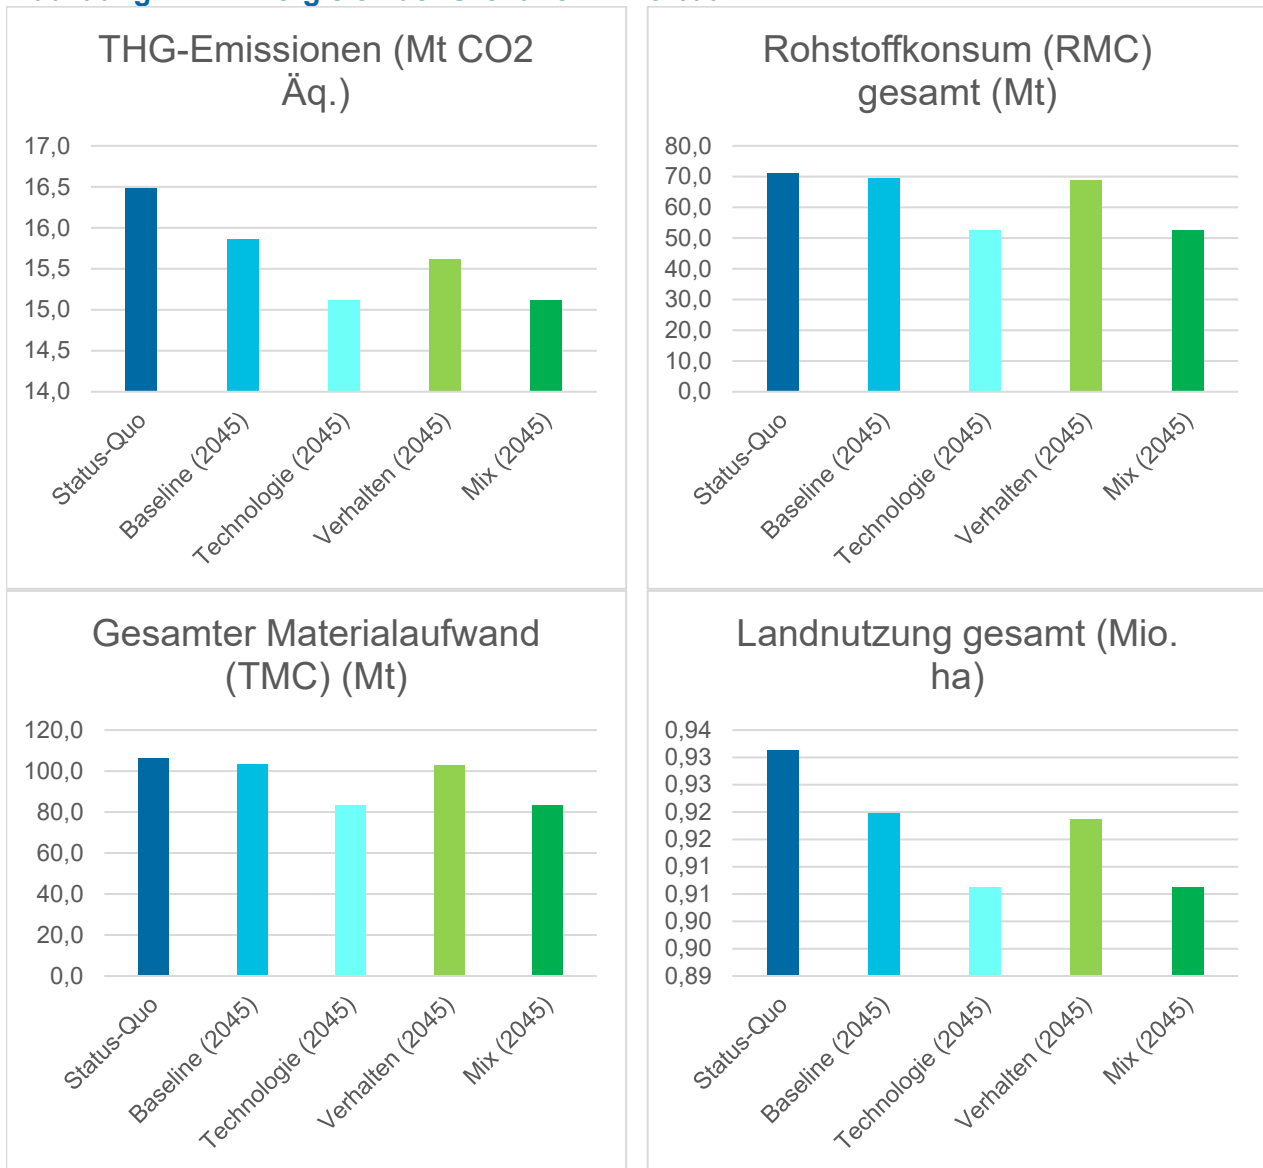 THG-Emissionen (Mt CO2
Äq.)
17,0
16,5
16,0
15,5
15,0
14,5
14,0
Status-Quo
Baseline (2045)
Technologie (2045)
Verhalten (2045)
Mix (2045)
Rohstoffkonsum (RMC)
gesamt (Mt)
80,0
70,0
60,0
50,0
40,0
30,0
20,0
10,0
0,0
Status-Quo
Baseline (2045)
Technologie (2045)
Verhalten (2045)
Mix (2045)
Gesamter Materialaufwand
(TMC) (Mt)
120,0
100,0
80,0
60,0
40,0
20,0
0,0
Status-Quo
Baseline (2045)
Technologie (2045)
Verhalten (2045)
Mix (2045)
Landnutzung gesamt (Mio.
ha)
0,94
0,93
0,93
0,92
0,92
0,91
0,91
0,90
0,90
0,89
Status-Quo
Baseline (2045)
Technologie (2045)
Verhalten (2045)
Mix (2045)